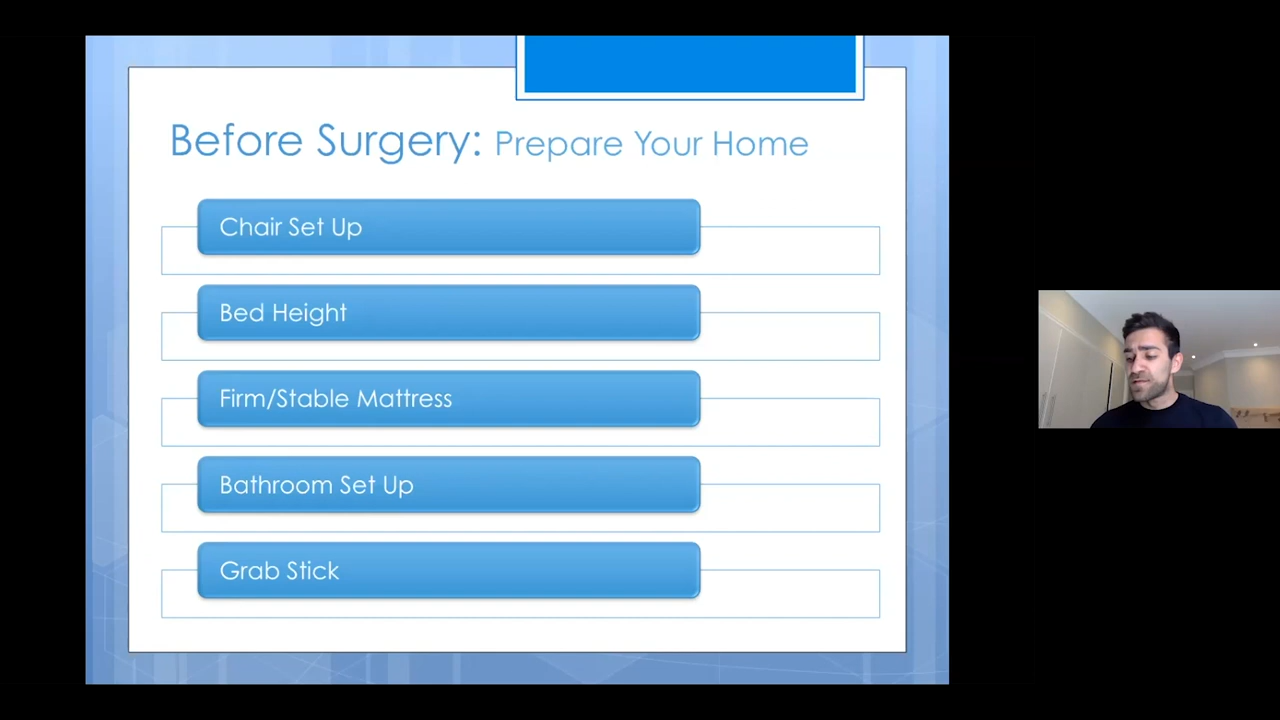 Before Surgery: Prepare Your Home
Chair Set Up
Bed Height
Firm/Stable Mattress
Bathroom Set Up
Grab Stick